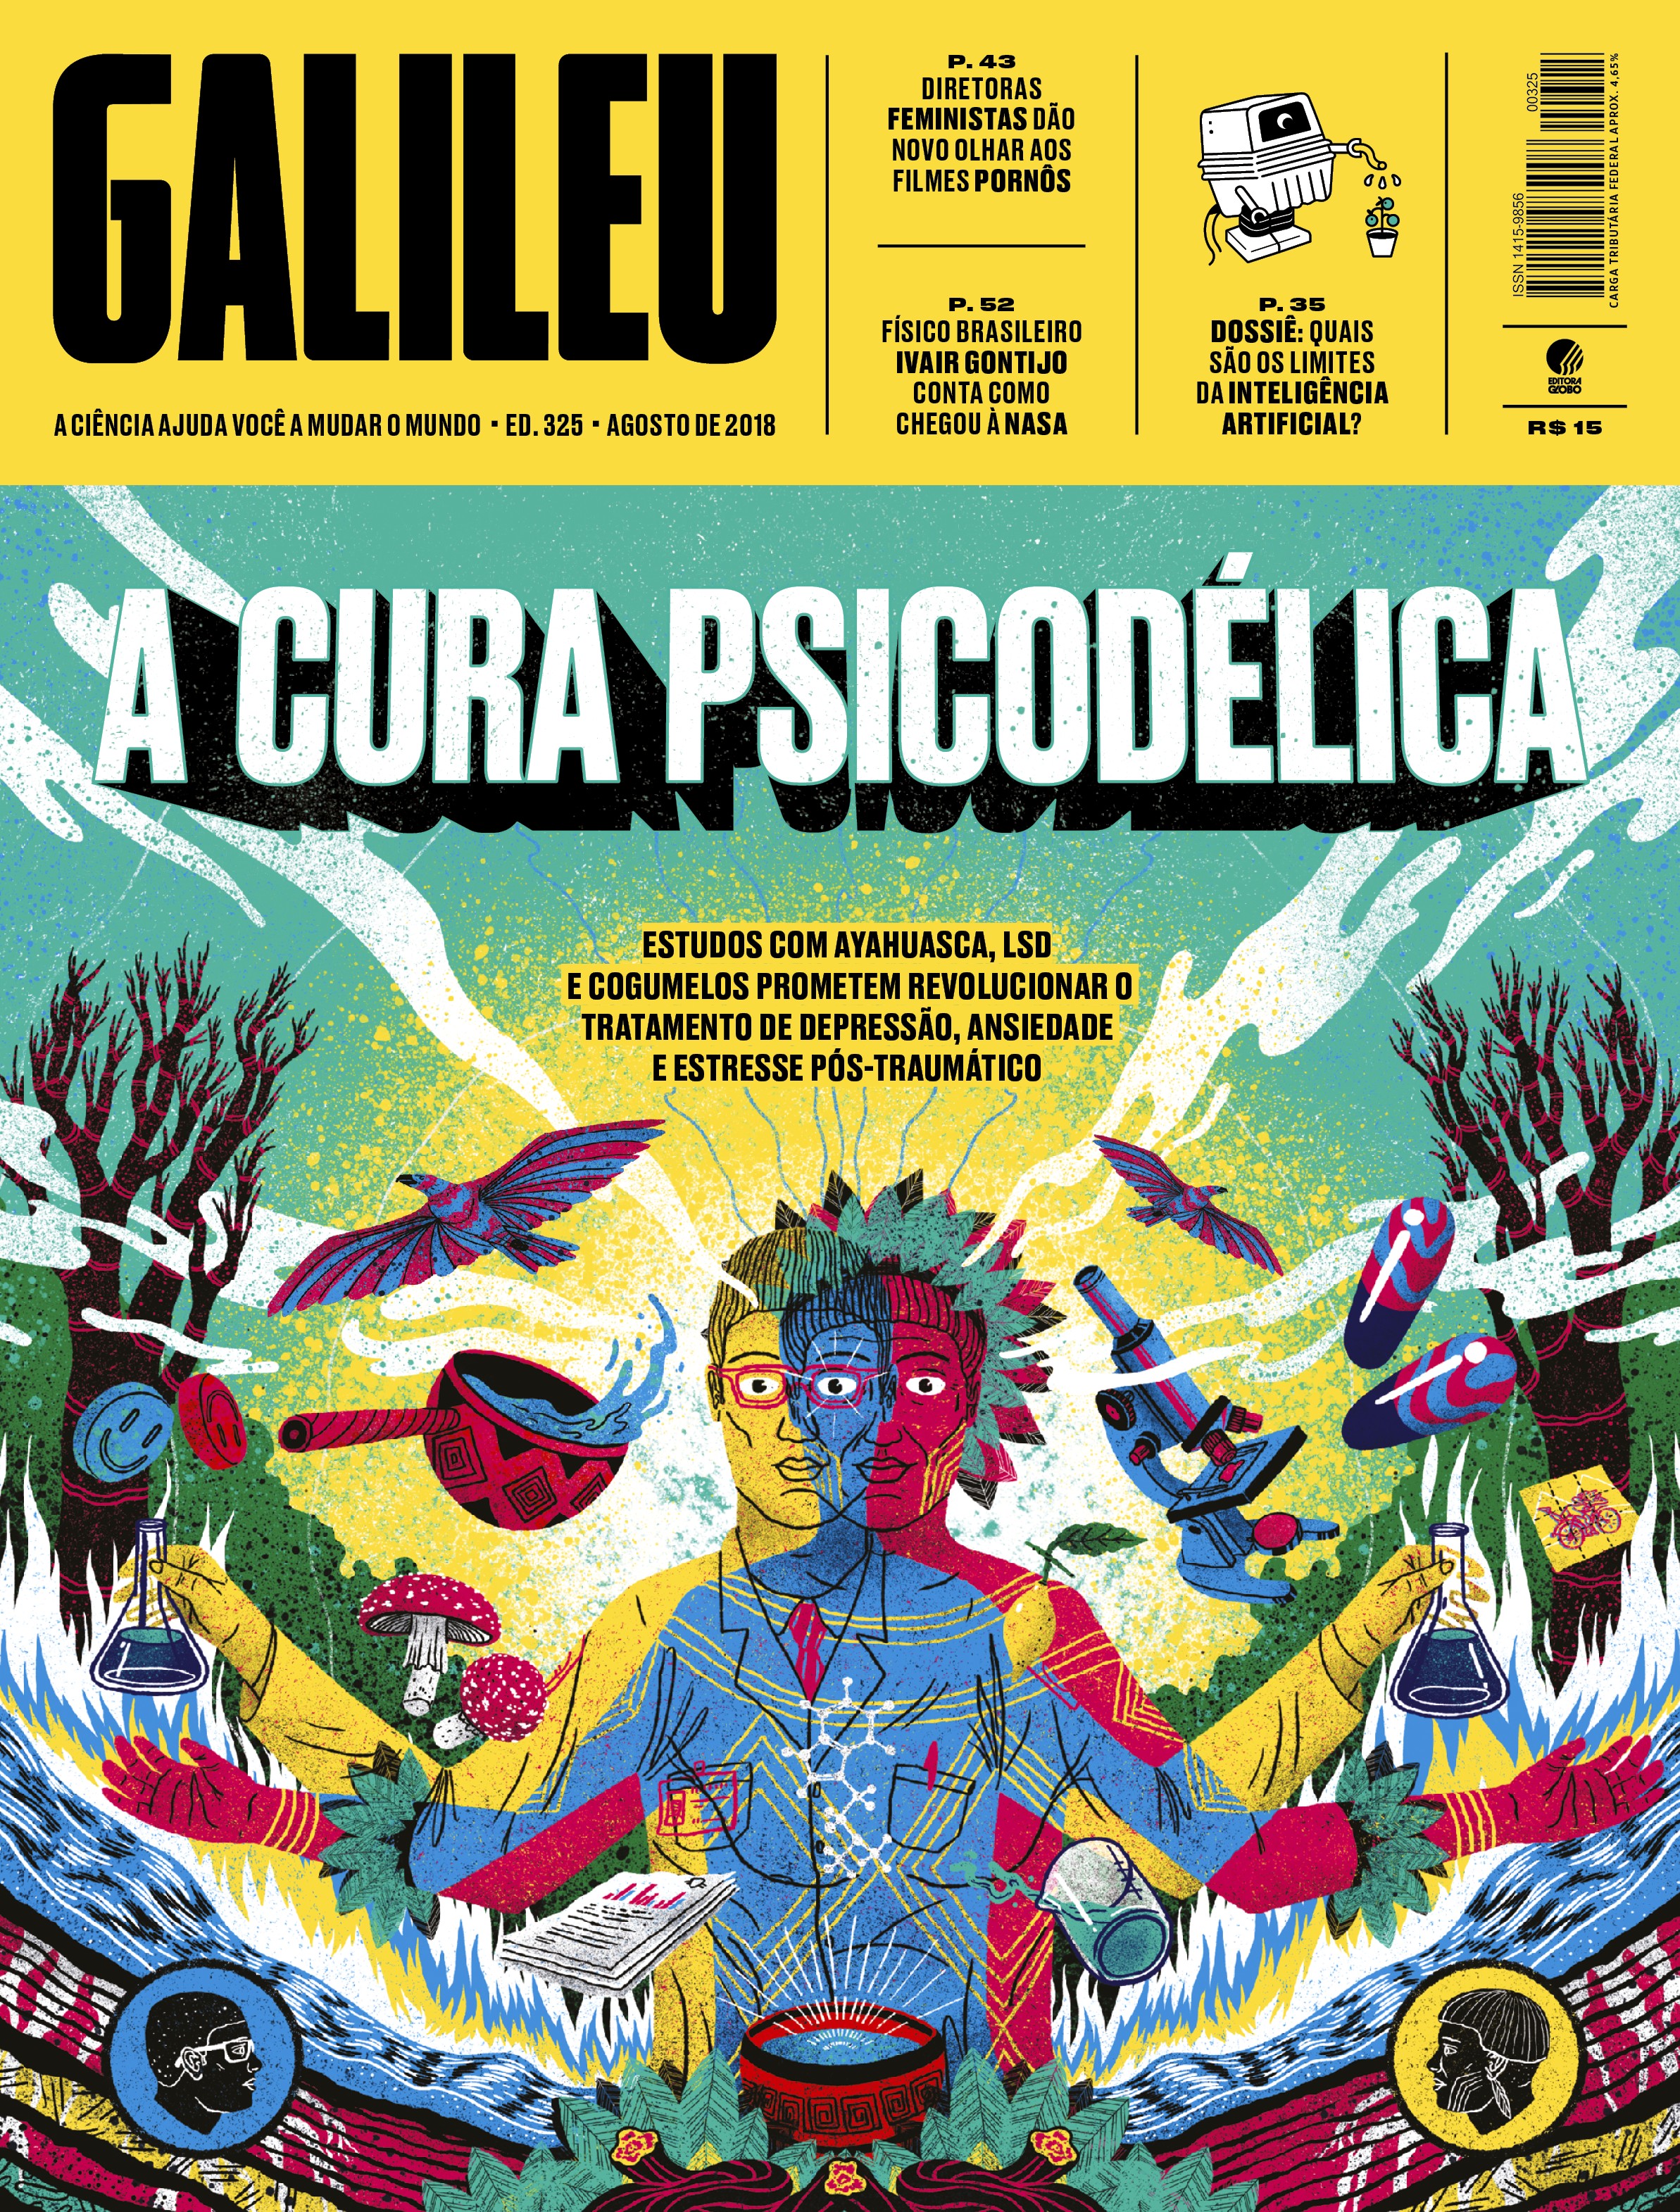 GALILEU
A CIÊNCIA AJUDA VOCÊ A MUDAR O MUNDO · ED. 325 · AGOSTO DE 2018
P. 43
DIRETORAS
FEMINISTAS DÃO
NOVO OLHAR AOS
FILMES PORNÔS
P. 52
FÍSICO BRASILEIRO
IVAIR GONTIJO
CONTA COMO
CHEGOU À NASA
P. 35
DOSSIÊ: QUAIS
SÃO OS LIMITES
DA INTELIGÊNCIA
ARTIFICIAL?
00325
ISSN 1415-9856
CARGA TRIBUTÁRIA FEDERAL APROX. 4,65%
EDITORA
GLOBO
R$ 15
A CURA PSICODÉLICA
ESTUDOS COM AYAHUASCA, LSD
E COGUMELOS PROMETEM REVOLUCIONAR O
TRATAMENTO DE DEPRESSÃO, ANSIEDADE
E ESTRESSE PÓS-TRAUMÁTICO